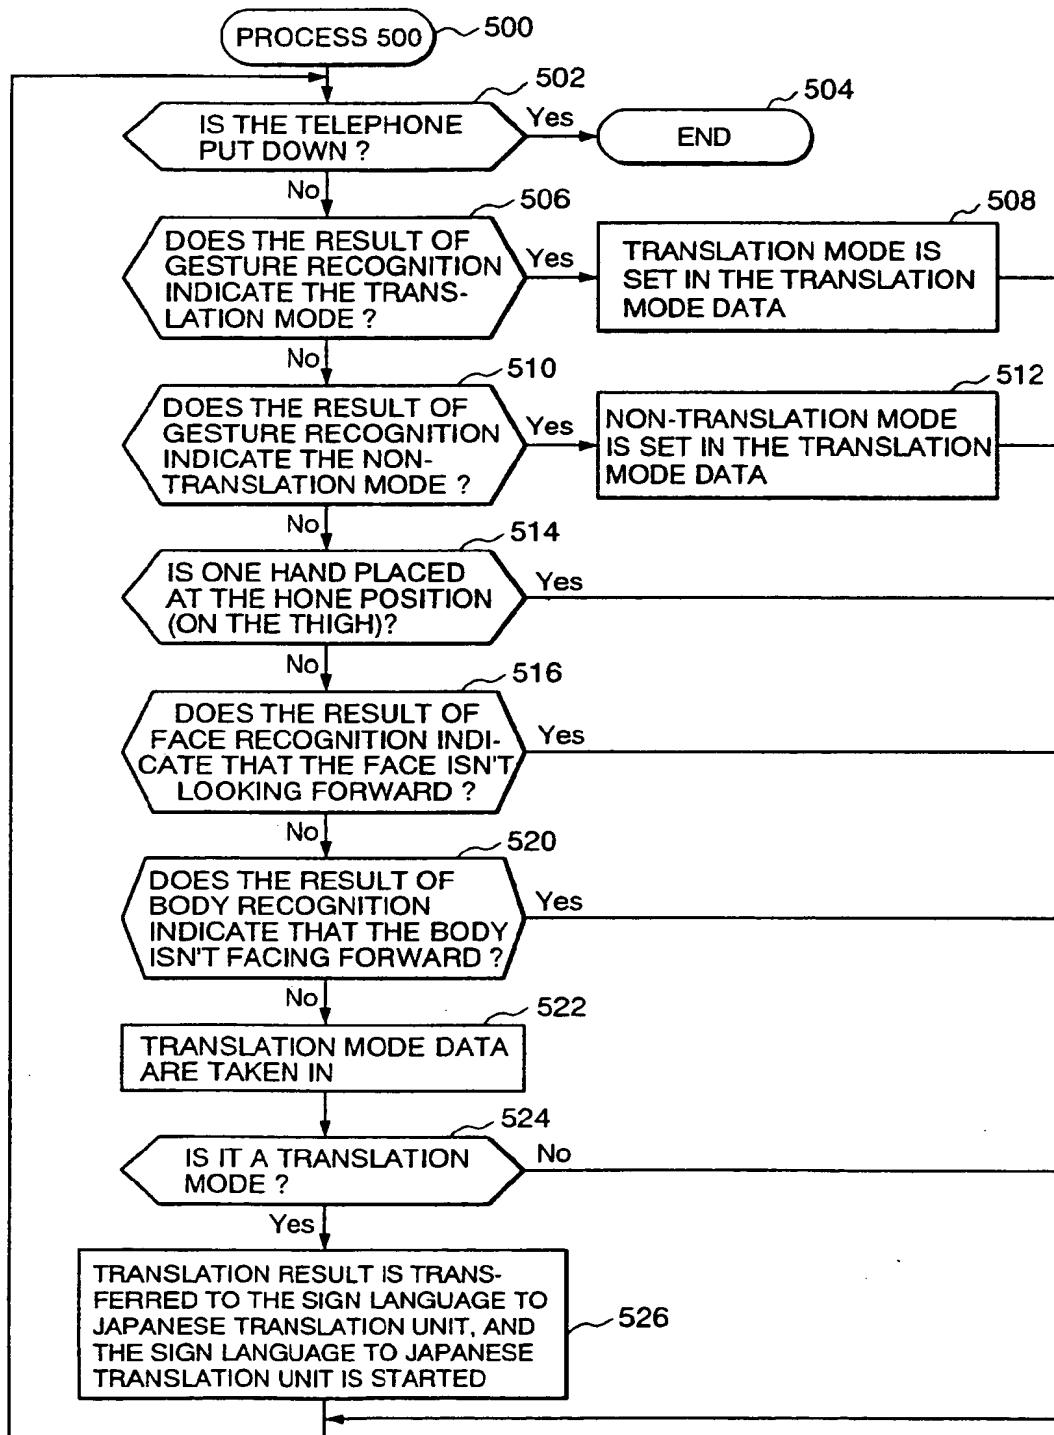 PROCESS 500
500
502
IS THE TELEPHONE
PUT DOWN ?
Yes
504
END
No
506
DOES THE RESULT OF
GESTURE RECOGNITION
INDICATE THE TRANS-
LATION MODE ?
Yes
508
TRANSLATION MODE IS
SET IN THE TRANSLATION
MODE DATA
No
510
DOES THE RESULT OF
GESTURE RECOGNITION
INDICATE THE NON-
TRANSLATION MODE ?
Yes
512
NON-TRANSLATION MODE
IS SET IN THE TRANSLATION
MODE DATA
No
514
IS ONE HAND PLACED
AT THE HONE POSITION
(ON THE THIGH)?
Yes
No
516
DOES THE RESULT OF
FACE RECOGNITION INDI-
CATE THAT THE FACE ISN'T
LOOKING FORWARD ?
Yes
No
520
DOES THE RESULT OF
BODY RECOGNITION
INDICATE THAT THE BODY
ISN'T FACING FORWARD ?
Yes
No
522
TRANSLATION MODE DATA
ARE TAKEN IN
524
IS IT A TRANSLATION
MODE ?
No
Yes
TRANSLATION RESULT IS TRANS-
FERRED TO THE SIGN LANGUAGE TO
JAPANESE TRANSLATION UNIT, AND
THE SIGN LANGUAGE TO JAPANESE
TRANSLATION UNIT IS STARTED
526